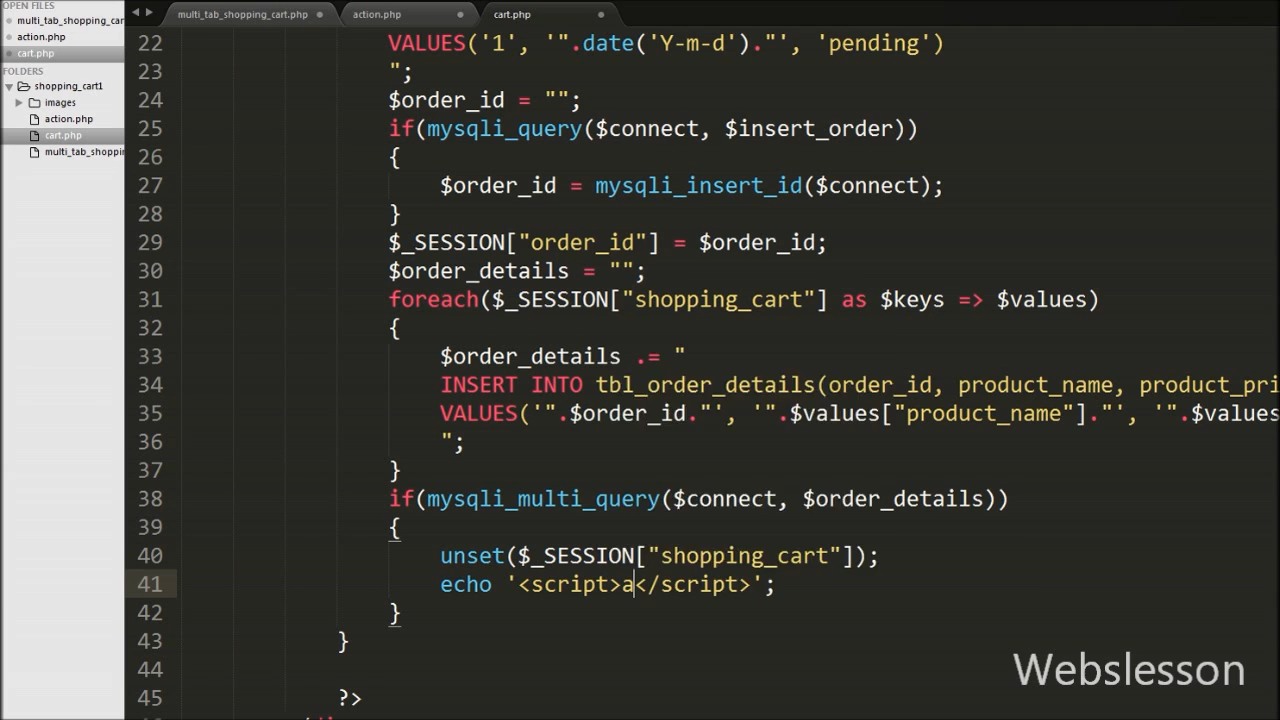 OPEN FILES
multi_tab_shopping_car
action.php
cart.php
FOLDERS
shopping_cart1
images
action.php
cart.php
multi_tab_shoppin
multi_tab_shopping_cart.php
action.php
cart.php
22 VALUES('1', '".date('Y-m-d')."', 'pending')
23 ";
24 $order_id = "";
25 if(mysqli_query($connect, $insert_order))
26 {
27 $order_id = mysqli_insert_id($connect);
28 }
29 $_SESSION["order_id"] = $order_id;
30 $order_details = "";
31 foreach($_SESSION["shopping_cart"] as $keys => $values)
32 {
33 $order_details .= "
34 INSERT INTO tbl_order_details(order_id, product_name, product_pri
35 VALUES('".$order_id."', '".$values["product_name"]."', '".$values
36 ";
37 }
38 if(mysqli_multi_query($connect, $order_details))
39 {
40 unset($_SESSION["shopping_cart"]);
41 echo '<script>a</script>';
42 }
43 }
44
45 ?>
Webslesson